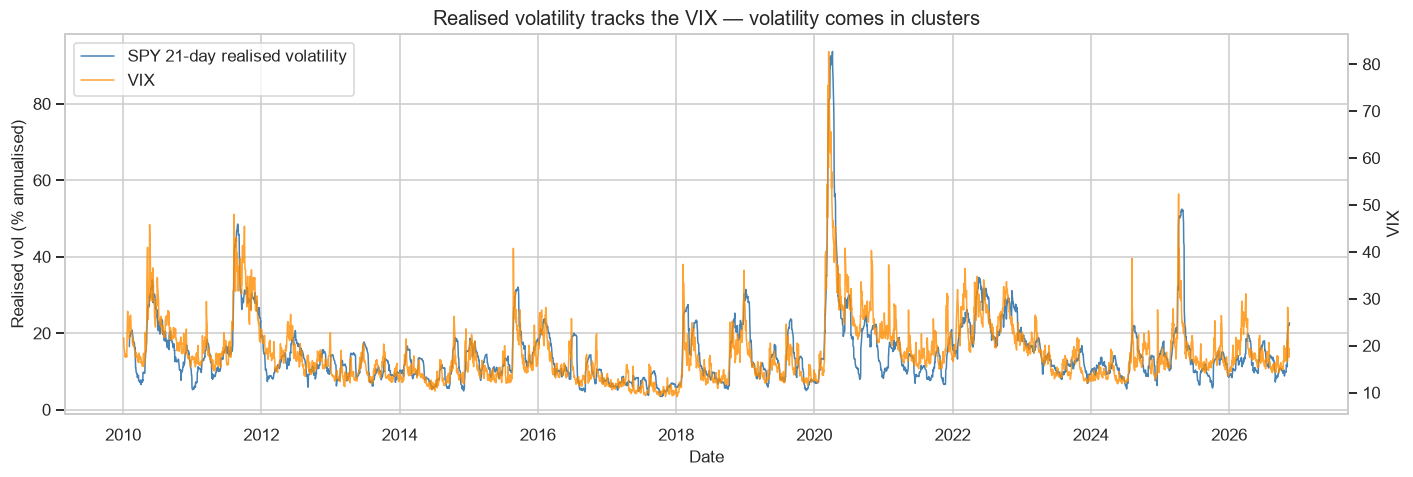 Realised volatility tracks the VIX — volatility comes in clusters
SPY 21-day realised volatility
VIX
Realised vol (% annualised)
80
60
40
20
0
80
70
60
50
40
30
20
10
VIX
2010 2012 2014 2016 2018 2020 2022 2024 2026
Date